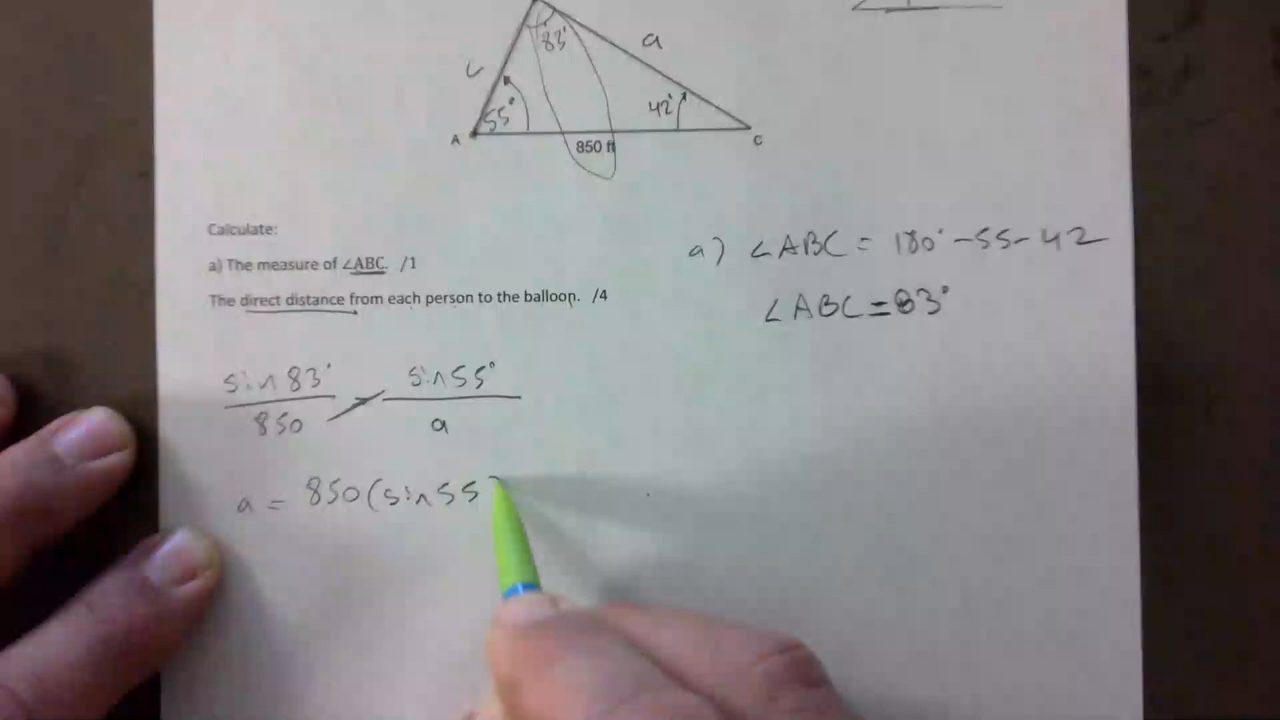 83°
a
c
55°
42°
A
C
850 ft
Calculate:
a) The measure of ∠ABC. /1
The direct distance from each person to the balloon. /4
a) ∠ABC = 180° - 55 - 42
∠ABC = 83°
sin 83° sin 55°
850 a
a = 850 (sin 55